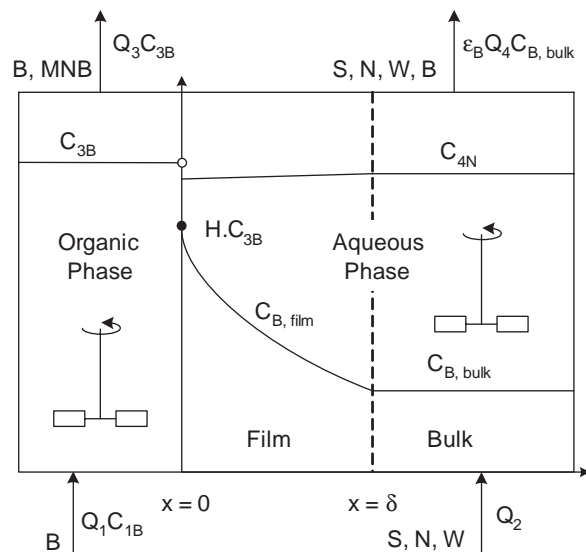 Q3C3B
εBQ4CB, bulk
B, MNB
S, N, W, B
C3B
C4N
H.C3B
Organic
Phase
Aqueous
Phase
CB, film
CB, bulk
Film
Bulk
x = 0
x = δ
Q1C1B
Q2
B
S, N, W